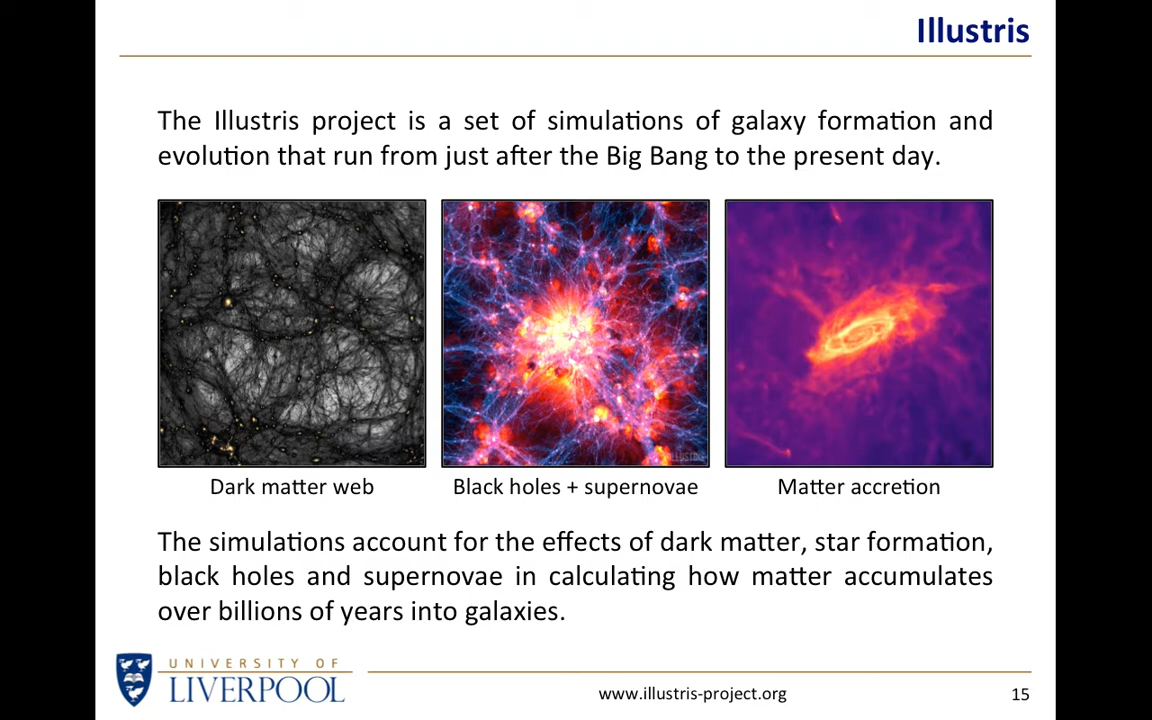 Illustris
The Illustris project is a set of simulations of galaxy formation and
evolution that run from just after the Big Bang to the present day.
ILLUSTRIS
Dark matter web
Black holes + supernovae
Matter accretion
The simulations account for the effects of dark matter, star formation,
black holes and supernovae in calculating how matter accumulates
over billions of years into galaxies.
UNIVERSITY OF
LIVERPOOL
www.illustris-project.org
15